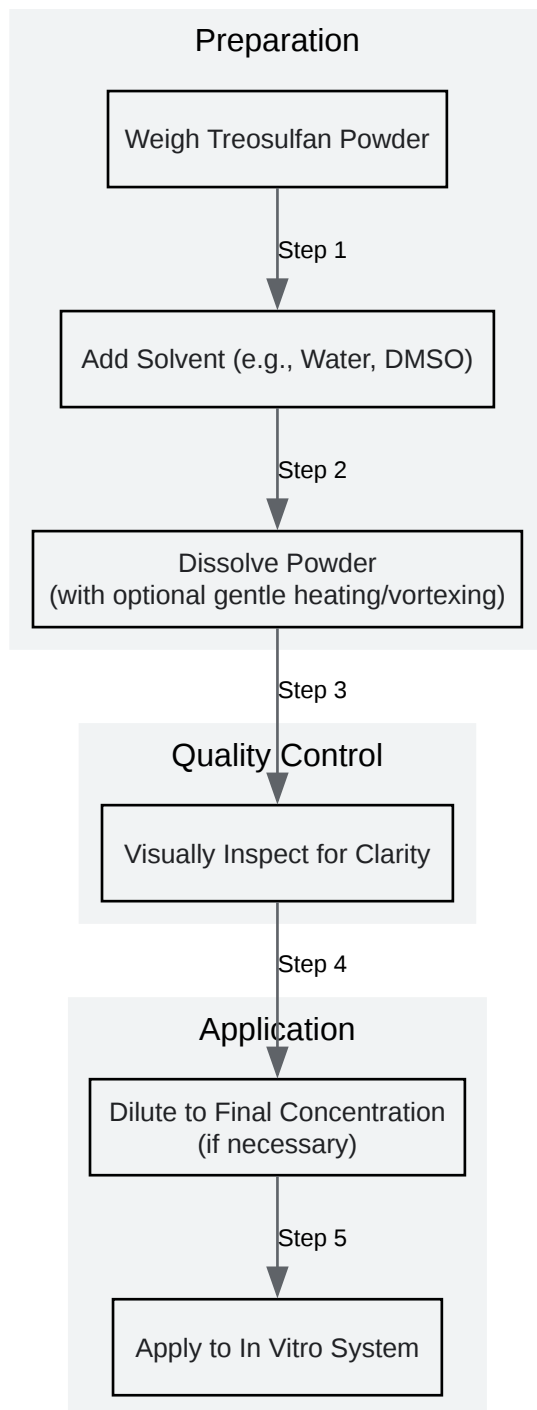 Preparation
Weigh Treosulfan Powder
Step 1
Add Solvent (e.g., Water, DMSO)
Step 2
Dissolve Powder
(with optional gentle heating/vortexing)
Step 3
Quality Control
Visually Inspect for Clarity
Step 4
Application
Dilute to Final Concentration
(if necessary)
Step 5
Apply to In Vitro System